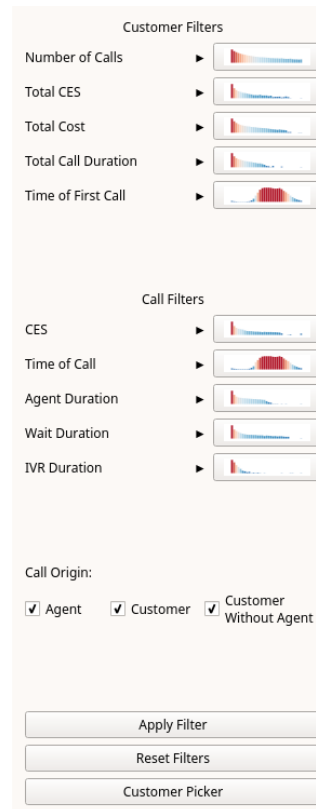 Customer Filters
Number of Calls
Total CES
Total Cost
Total Call Duration
Time of First Call
Call Filters
CES
Time of Call
Agent Duration
Wait Duration
IVR Duration
Call Origin:
Agent
Customer
Customer
Without Agent
Apply Filter
Reset Filters
Customer Picker